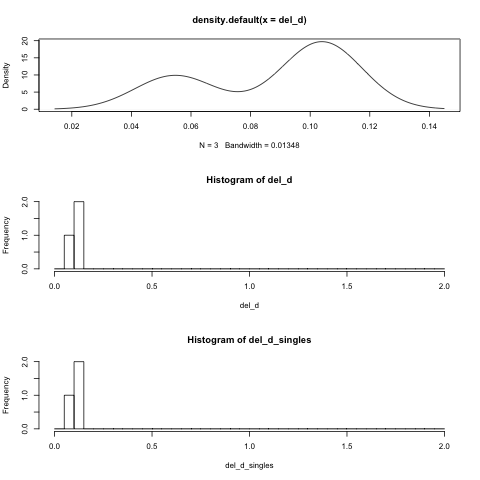 density.default(x = del_d)
Density
0 5 10 15 20
0.02 0.04 0.06 0.08 0.10 0.12 0.14
N = 3 Bandwidth = 0.01348
Histogram of del_d
Frequency
0.0 1.0 2.0
0.0 0.5 1.0 1.5 2.0
del_d
Histogram of del_d_singles
Frequency
0.0 1.0 2.0
0.0 0.5 1.0 1.5 2.0
del_d_singles